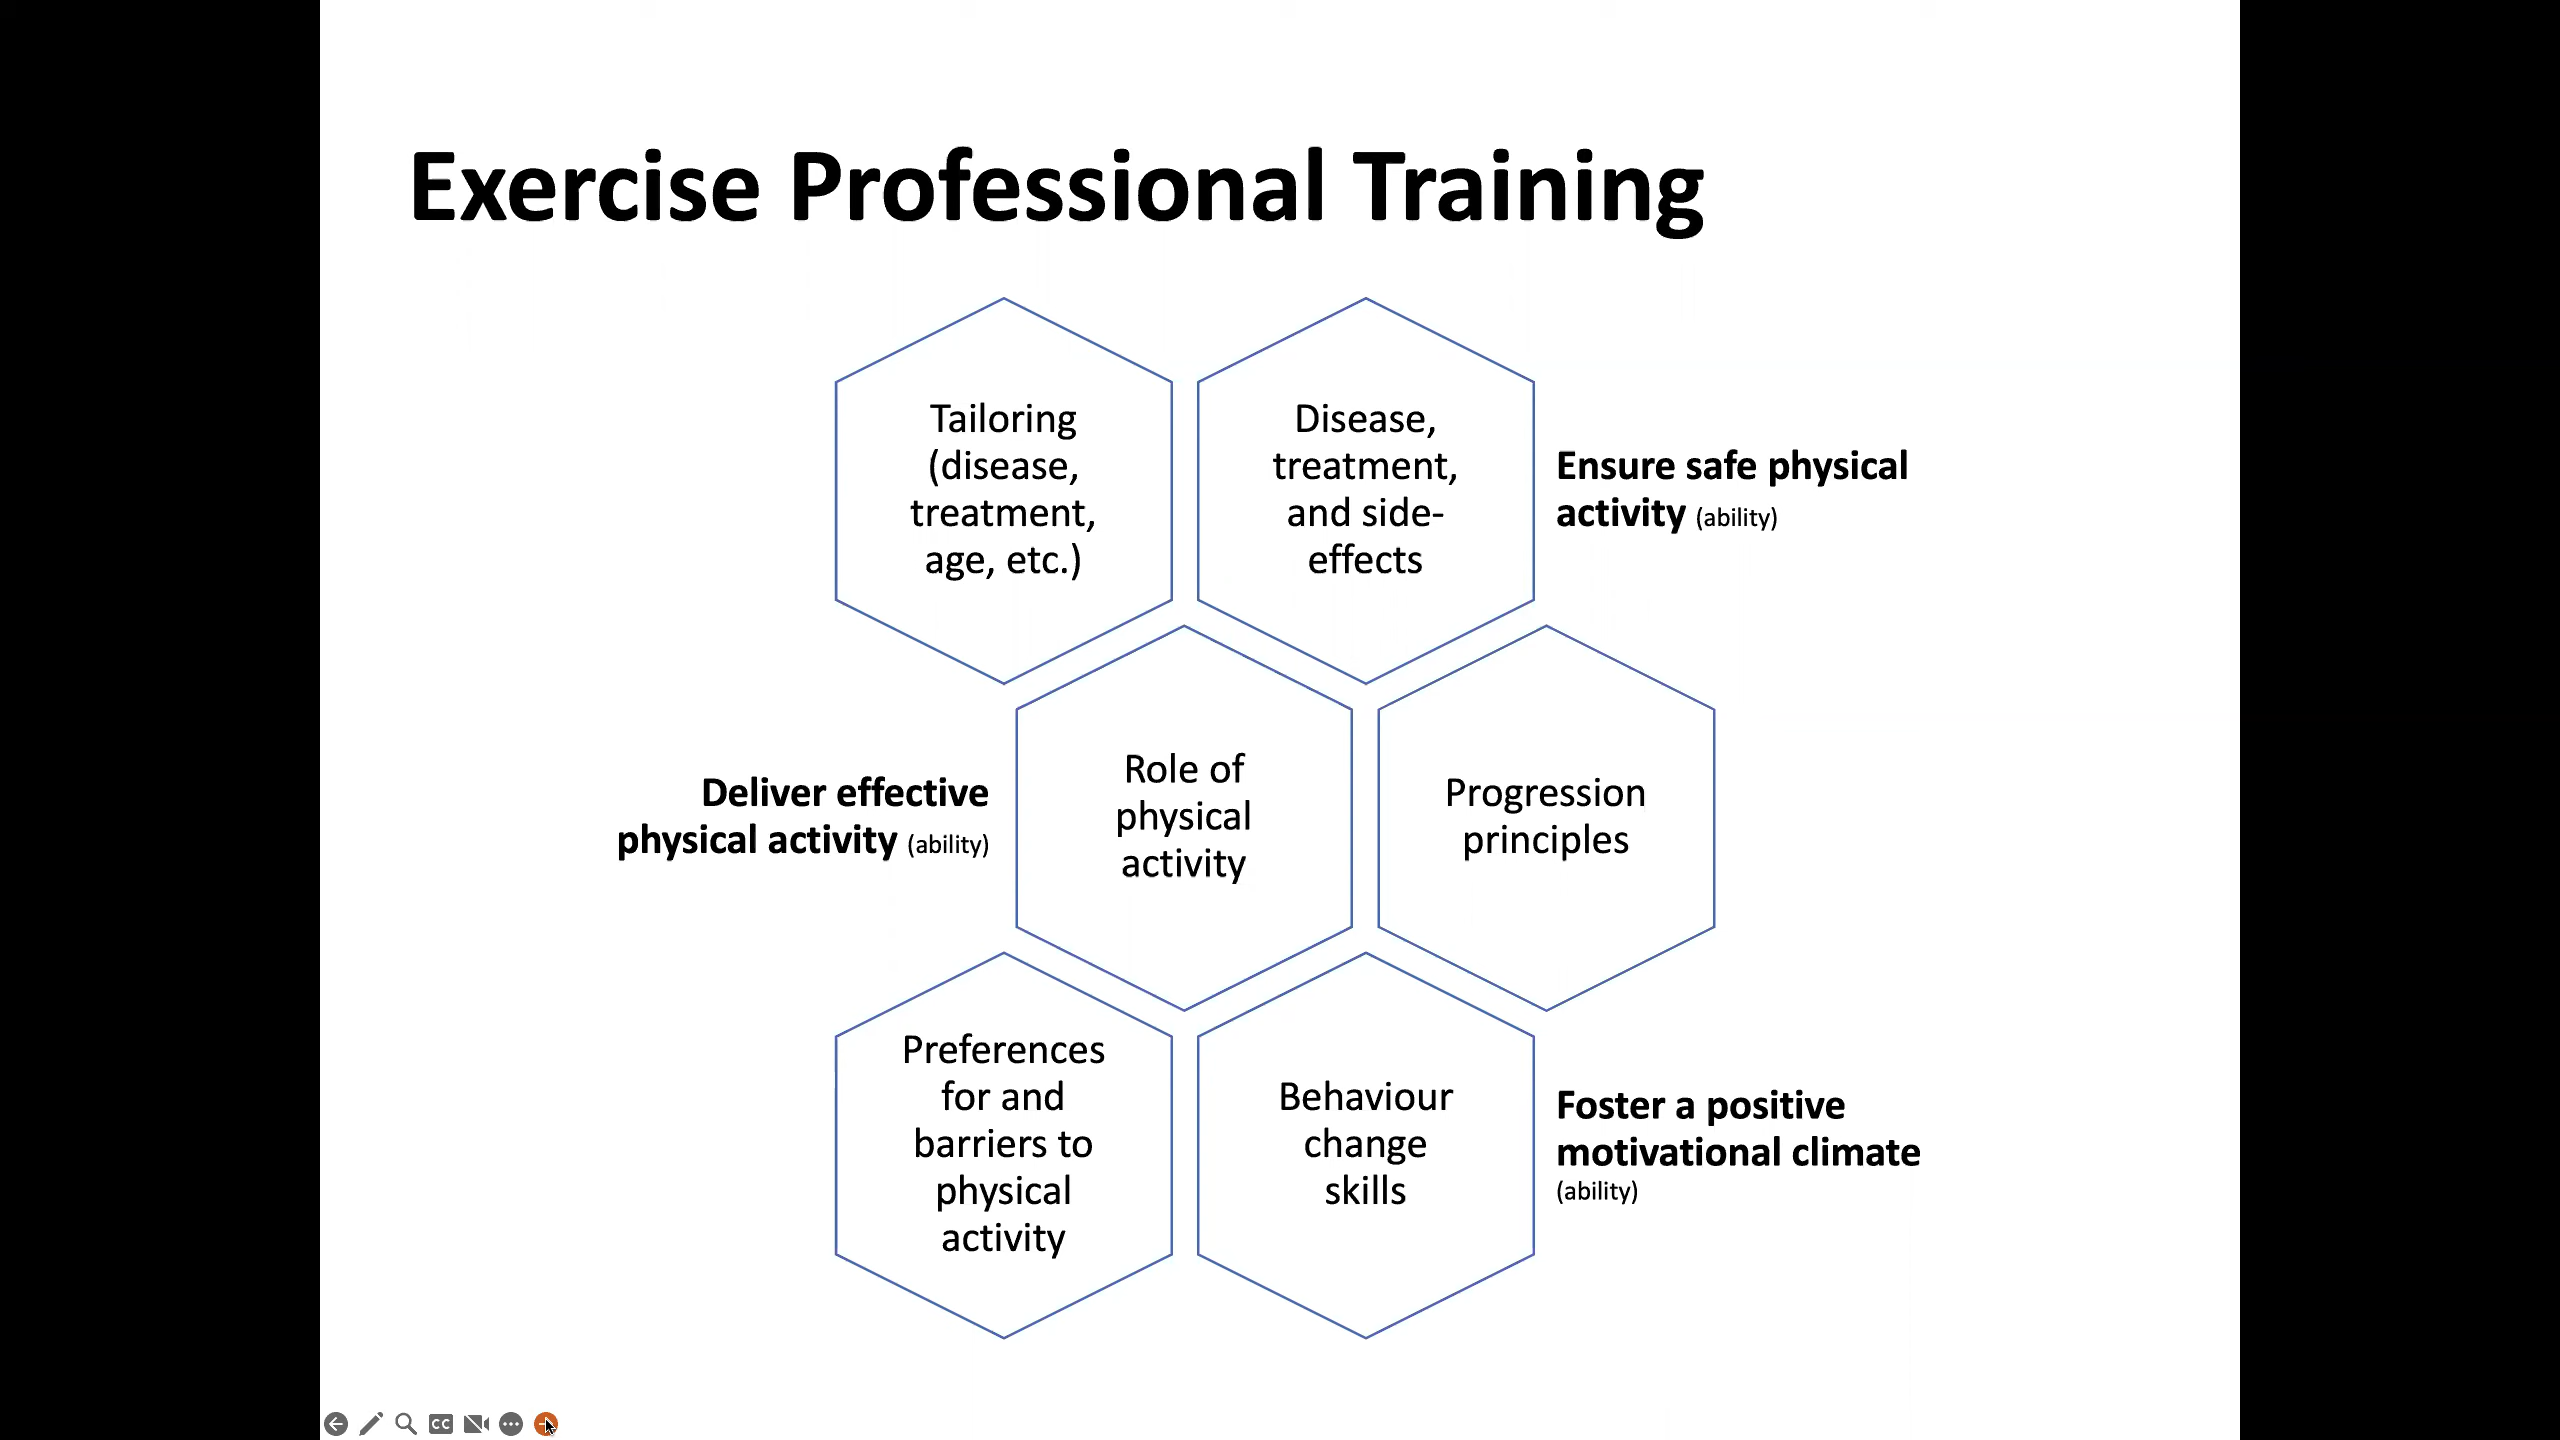 Exercise Professional Training
Tailoring
(disease,
treatment,
age, etc.)
Disease,
treatment,
and side-
effects
Ensure safe physical
activity (ability)
Deliver effective
physical activity (ability)
Role of
physical
activity
Progression
principles
Preferences
for and
barriers to
physical
activity
Behaviour
change
skills
Foster a positive
motivational climate
(ability)
CC